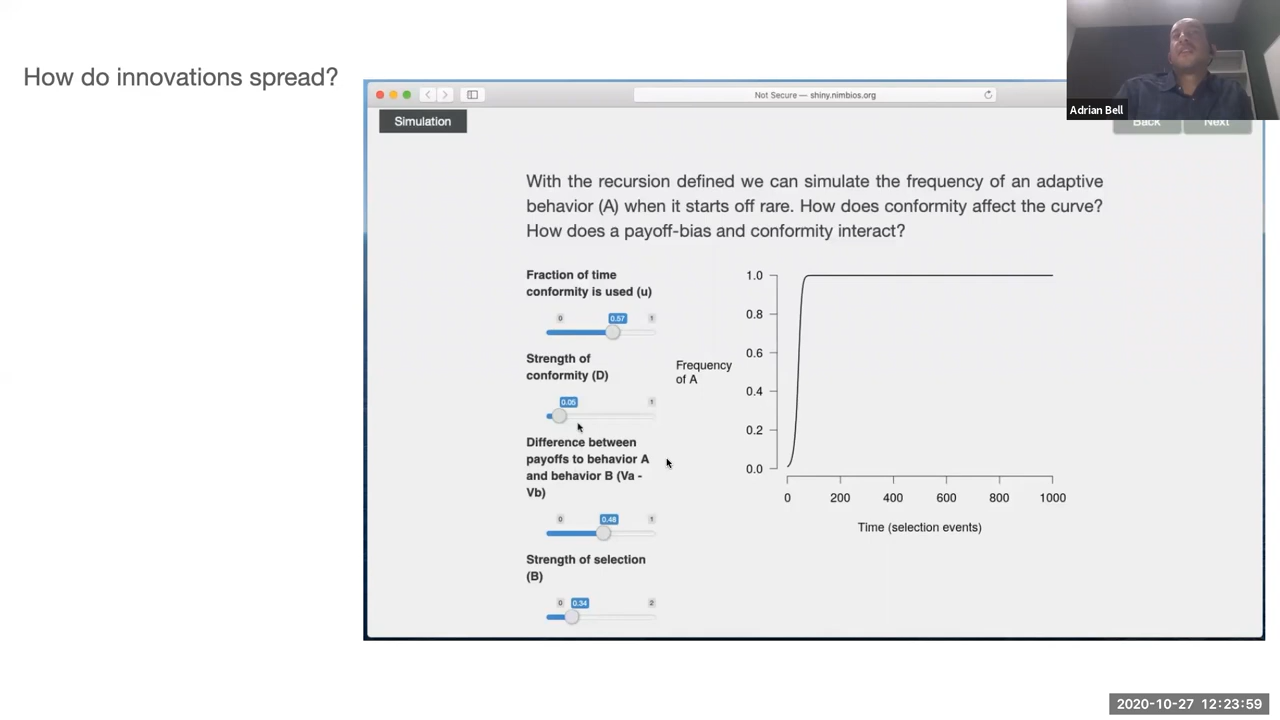 How do innovations spread?
Not Secure — shiny.nimbios.org
Adrian Bell
Simulation
Back
Next
With the recursion defined we can simulate the frequency of an adaptive
behavior (A) when it starts off rare. How does conformity affect the curve?
How does a payoff-bias and conformity interact?
Fraction of time
conformity is used (u)
0 0.57 1
Strength of
conformity (D)
0.05 1
Difference between
payoffs to behavior A
and behavior B (Va -
Vb)
0 0.48 1
Strength of selection
(B)
0 0.34 2
Frequency
of A
1.0
0.8
0.6
0.4
0.2
0.0
0 200 400 600 800 1000
Time (selection events)
2020-10-27 12:23:59